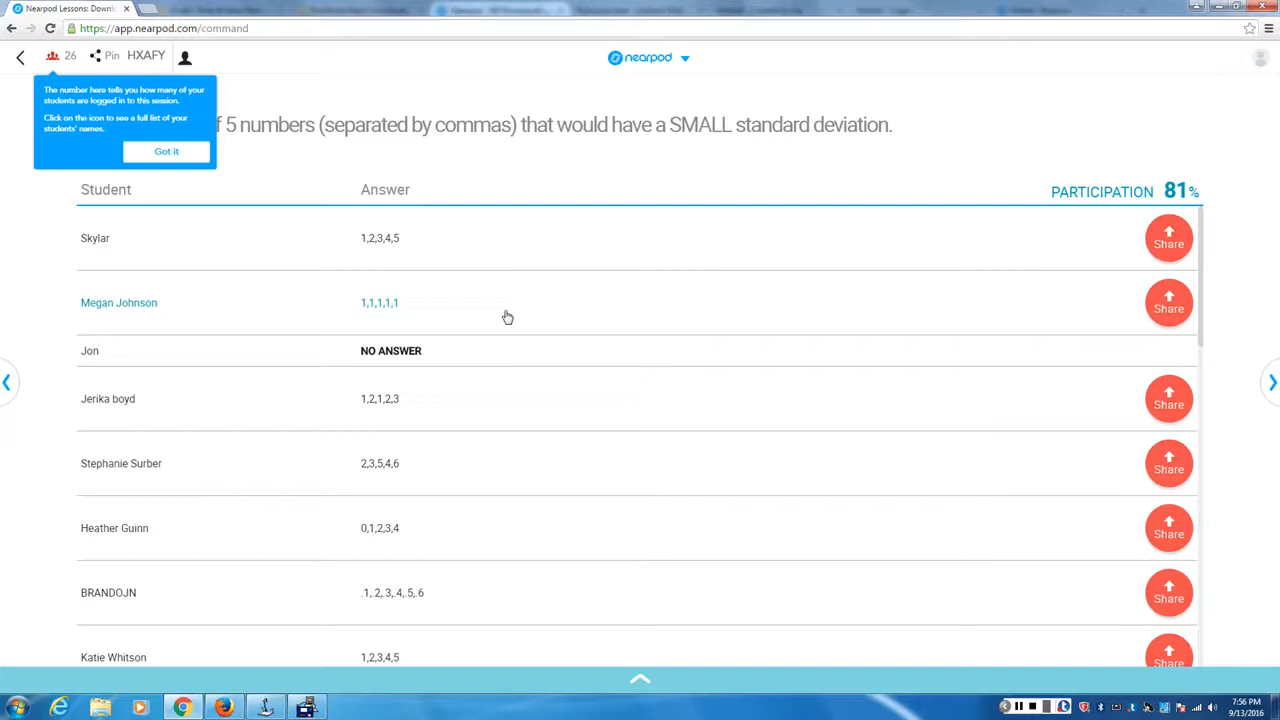 Nearpod Lessons: Downl
https://app.nearpod.com/command
26
Pin HXAFY
nearpod
The number here tells you how many of your
students are logged in to this session.
Click on the icon to see a full list of your
students' names.
Got it
f 5 numbers (separated by commas) that would have a SMALL standard deviation.
Student Answer PARTICIPATION 81%
Skylar 1,2,3,4,5 Share
Megan Johnson 1,1,1,1,1 Share
Jon NO ANSWER
Jerika boyd 1,2,1,2,3 Share
Stephanie Surber 2,3,5,4,6 Share
Heather Guinn 0,1,2,3,4 Share
BRANDOJN .1,.2,.3,.4,.5,.6 Share
Katie Whitson 1,2,3,4,5 Share
7:56 PM
9/13/2016